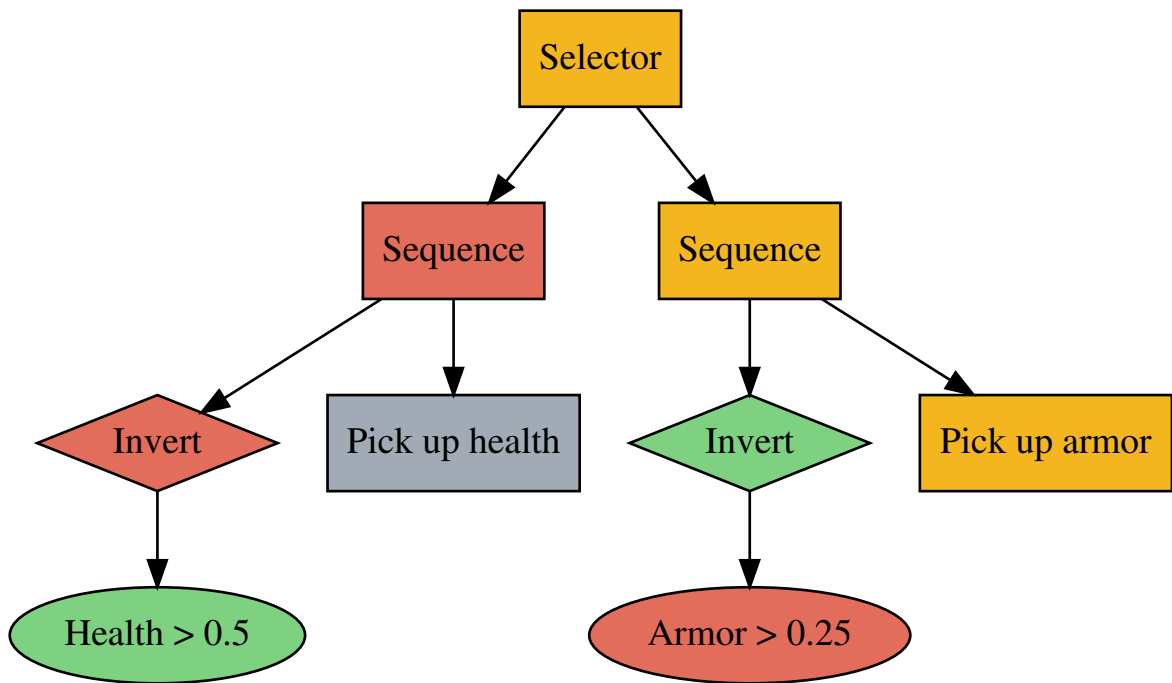 Selector
Sequence
Sequence
Invert
Pick up health
Invert
Pick up armor
Health > 0.5
Armor > 0.25